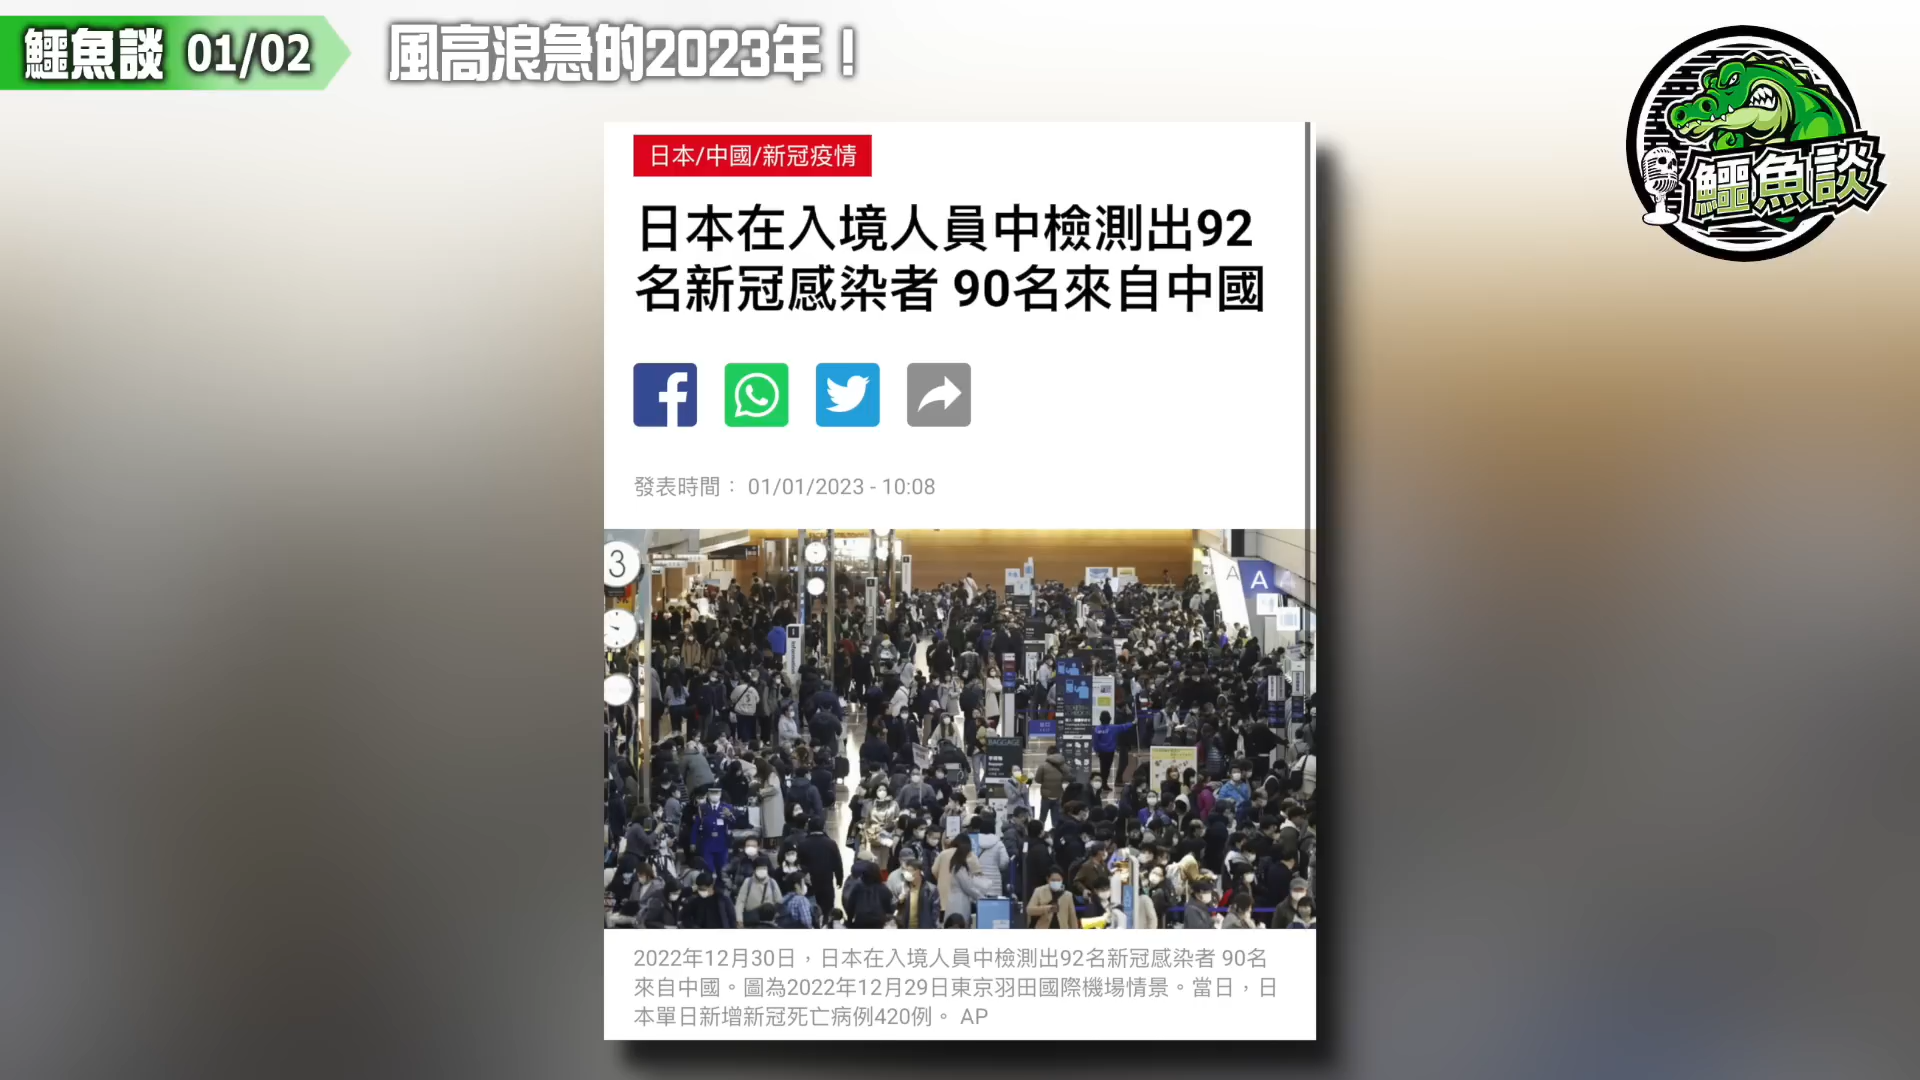 鱷魚談 01/02 風高浪急的2023年！
鱷魚談
日本/中國/新冠疫情
日本在入境人員中檢測出92
名新冠感染者 90名來自中國
發表時間： 01/01/2023 - 10:08
3
A
A
BAGGAGE
2022年12月30日，日本在入境人員中檢測出92名新冠感染者 90名
來自中國。圖為2022年12月29日東京羽田國際機場情景。當日，日
本單日新增新冠死亡病例420例。 AP